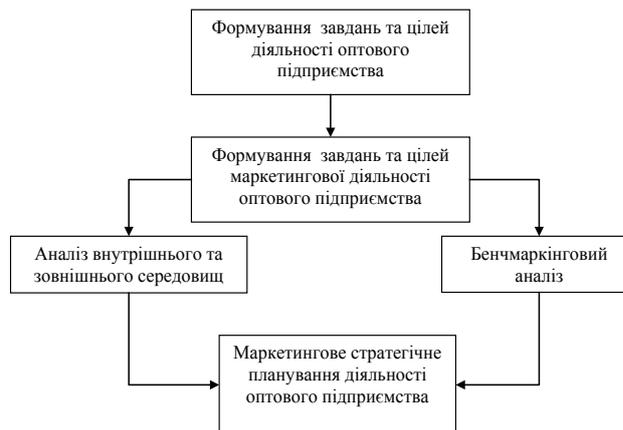 Формування завдань та цілей
діяльності оптового
підприємства
Формування завдань та цілей
маркетингової діяльності
оптового підприємства
Аналіз внутрішнього та
зовнішнього середовищ
Бенчмаркінговий
аналіз
Маркетингове стратегічне
планування діяльності
оптового підприємства